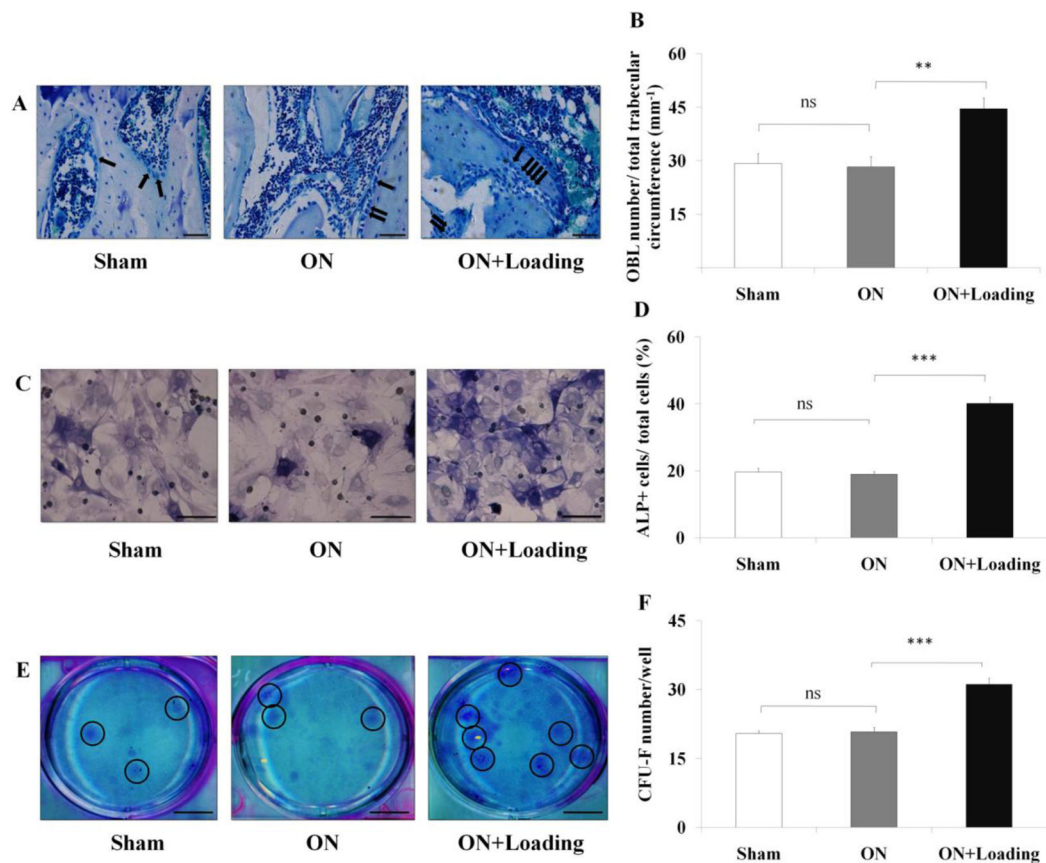 A
Sham
ON
ON+Loading
B
OBL number/ total trabecular
circumference (mm-1)
60
45
30
15
ns
**
Sham
ON
ON+Loading
C
Sham
ON
ON+Loading
D
ALP+ cells/ total cells (%)
60
40
20
0
ns
***
Sham
ON
ON+Loading
E
Sham
ON
ON+Loading
F
CFU-F number/well
45
30
15
0
ns
***
Sham
ON
ON+Loading